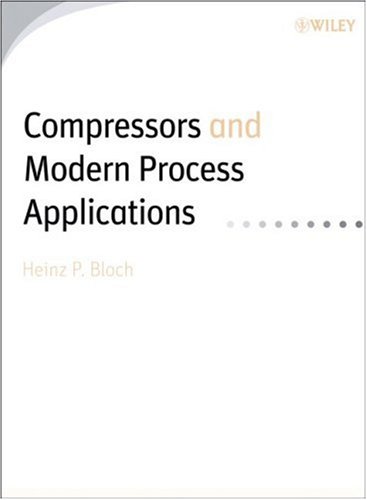 WILEY
Compressors and
Modern Process
Applications
Heinz P. Bloch